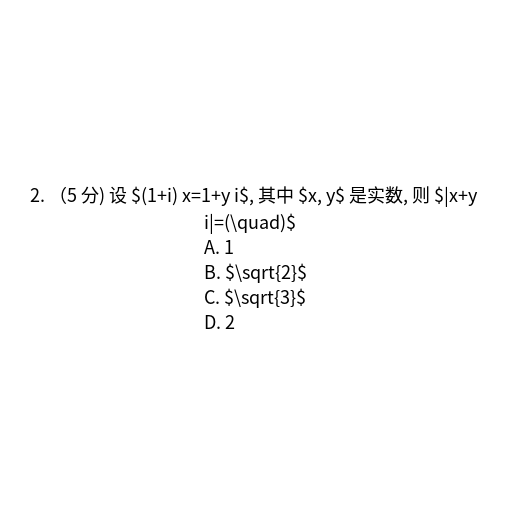 2. （5 分) 设 $(1+i) x=1+y i$, 其中 $x, y$ 是实数, 则 $|x+y
i|=(\quad)$
A. 1
B. $\sqrt{2}$
C. $\sqrt{3}$
D. 2